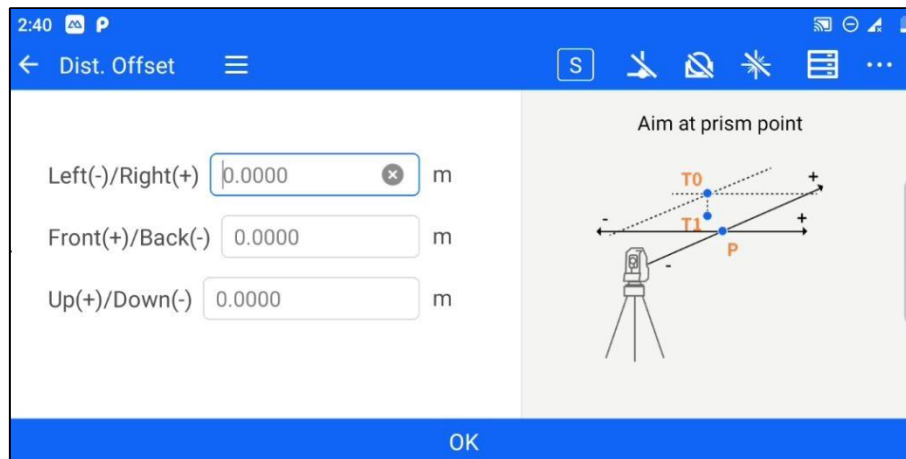 2:40
Dist. Offset
S
Aim at prism point
Left(-)/Right(+) 0.0000 m
Front(+)/Back(-) 0.0000 m
Up(+)/Down(-) 0.0000 m
T0
+
-
T1
+
P
-
OK